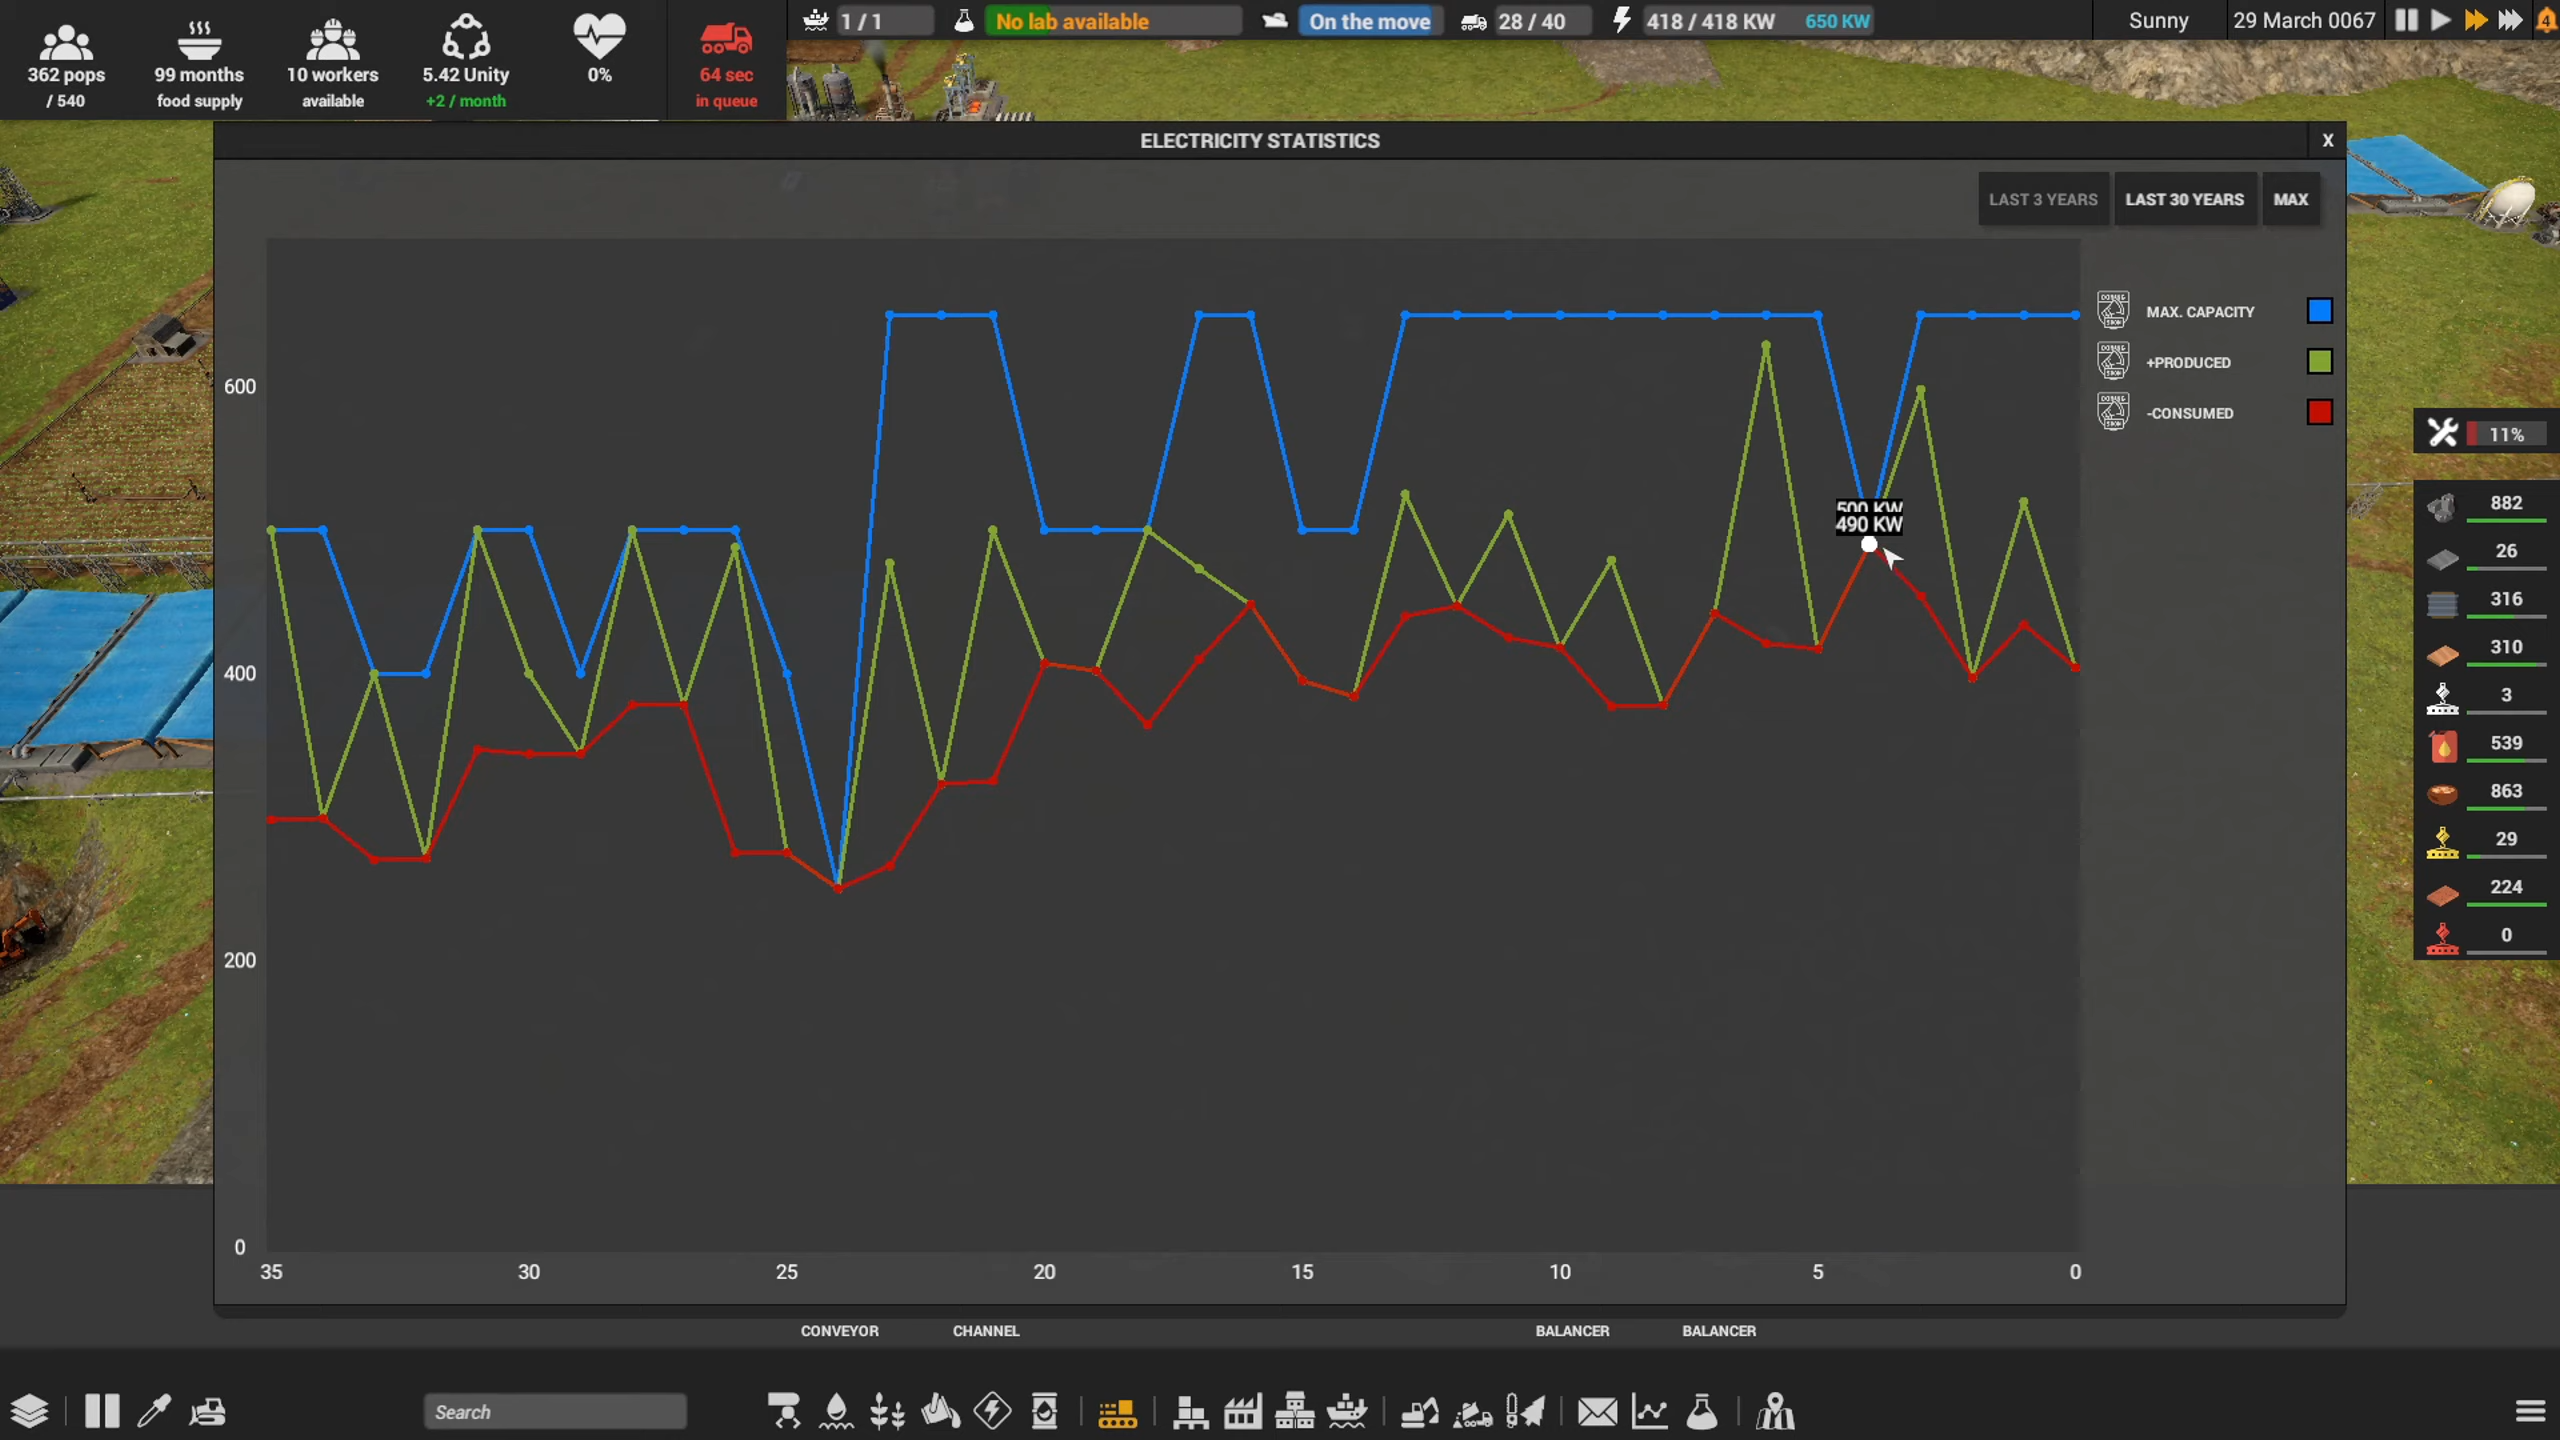 362 pops
/ 540
99 months
food supply
10 workers
available
5.42 Unity
+2 / month
0%
64 sec
in queue
1 / 1
No lab available
On the move
28 / 40
418 / 418 KW
650 KW
Sunny
29 March 0067
4
ELECTRICITY STATISTICS
X
LAST 3 YEARS
LAST 30 YEARS
MAX
MAX. CAPACITY
+PRODUCED
-CONSUMED
600
400
200
0
500 KW
490 KW
35
30
25
20
15
10
5
0
11%
882
26
316
310
3
539
863
29
224
0
CONVEYOR
CHANNEL
BALANCER
BALANCER
Search